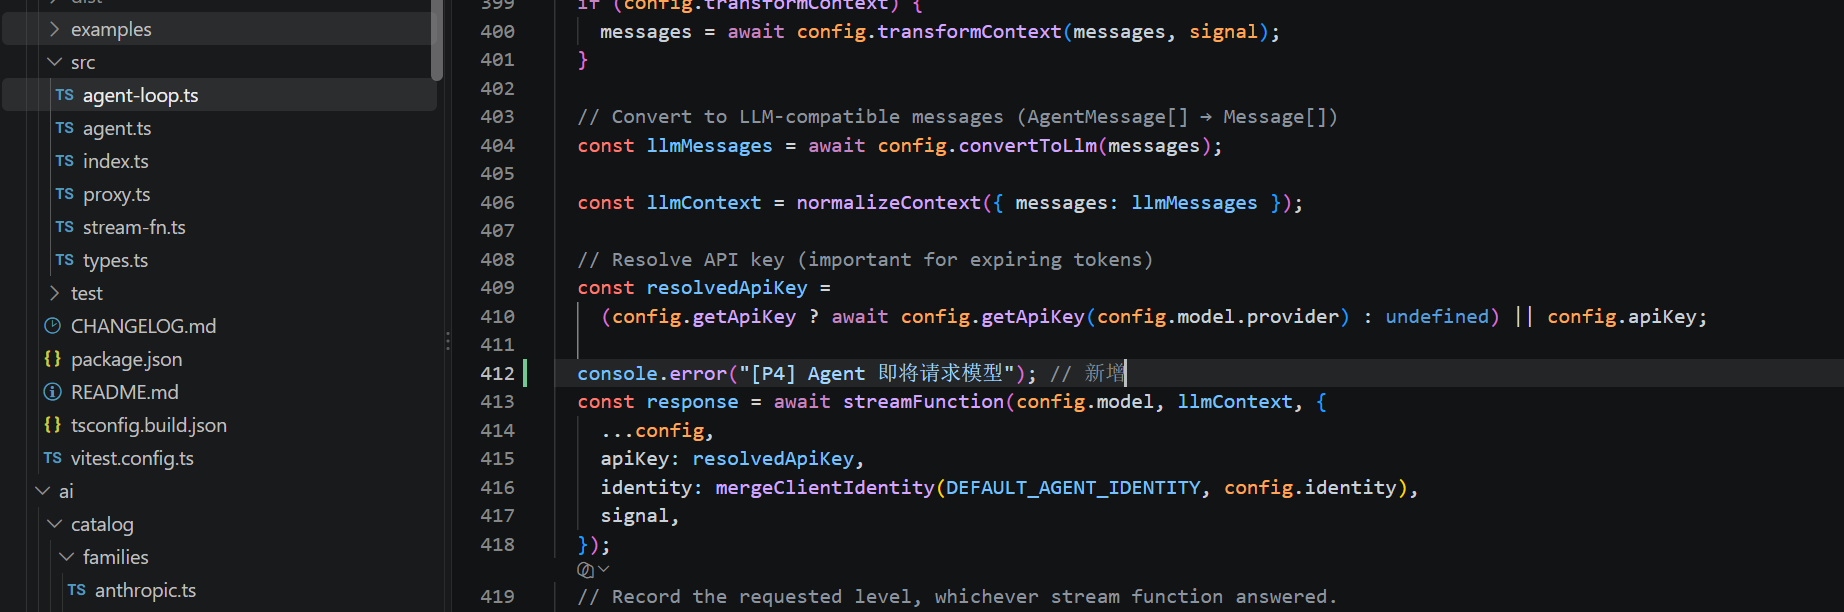 dist
examples
src
TS agent-loop.ts
TS agent.ts
TS index.ts
TS proxy.ts
TS stream-fn.ts
TS types.ts
test
CHANGELOG.md
{} package.json
README.md
{} tsconfig.build.json
TS vitest.config.ts
ai
catalog
families
TS anthropic.ts
399 if (config.transformContext) {
400 messages = await config.transformContext(messages, signal);
401 }
402
403 // Convert to LLM-compatible messages (AgentMessage[] → Message[])
404 const llmMessages = await config.convertToLlm(messages);
405
406 const llmContext = normalizeContext({ messages: llmMessages });
407
408 // Resolve API key (important for expiring tokens)
409 const resolvedApiKey =
410 (config.getApiKey ? await config.getApiKey(config.model.provider) : undefined) || config.apiKey;
411
412 console.error("[P4] Agent 即将请求模型"); // 新增
413 const response = await streamFunction(config.model, llmContext, {
414 ...config,
415 apiKey: resolvedApiKey,
416 identity: mergeClientIdentity(DEFAULT_AGENT_IDENTITY, config.identity),
417 signal,
418 });
419 // Record the requested level, whichever stream function answered.